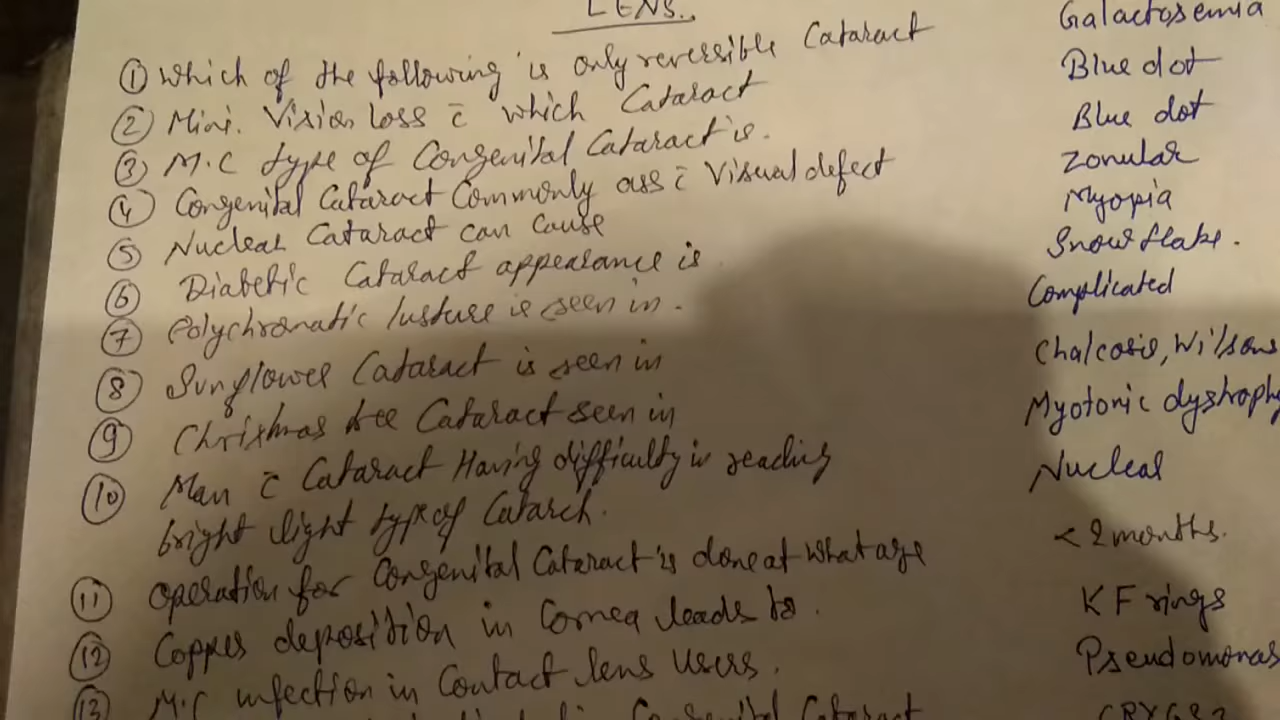 LENS.
① Which of the following is only reversible Cataract Galactosemia
② Mini. Vision loss c̄ which Cataract Blue dot
③ M.C type of Congenital Cataract is. Blue dot
④ Congenital Cataract Commonly ass c̄ Visual defect Zonular
⑤ Nuclear Cataract can cause Myopia
⑥ Diabetic Cataract appearance is Snowflake.
⑦ Polychromatic lusture is seen in. Complicated
⑧ Sunflower Cataract is seen in Chalcosis, Wilsons
⑨ Christmas tree Cataract seen in Myotonic dystrophy
⑩ Man c̄ Cataract Having difficulty in reading Nuclear
bright light type of
⑪ Operation for Congenital Cataract is done at what age < 2 months.
⑫ Copper deposition in Cornea leads to. KF rings
⑬ M.C infection in Contact lens users. Pseudomonas
Congenital Cataract